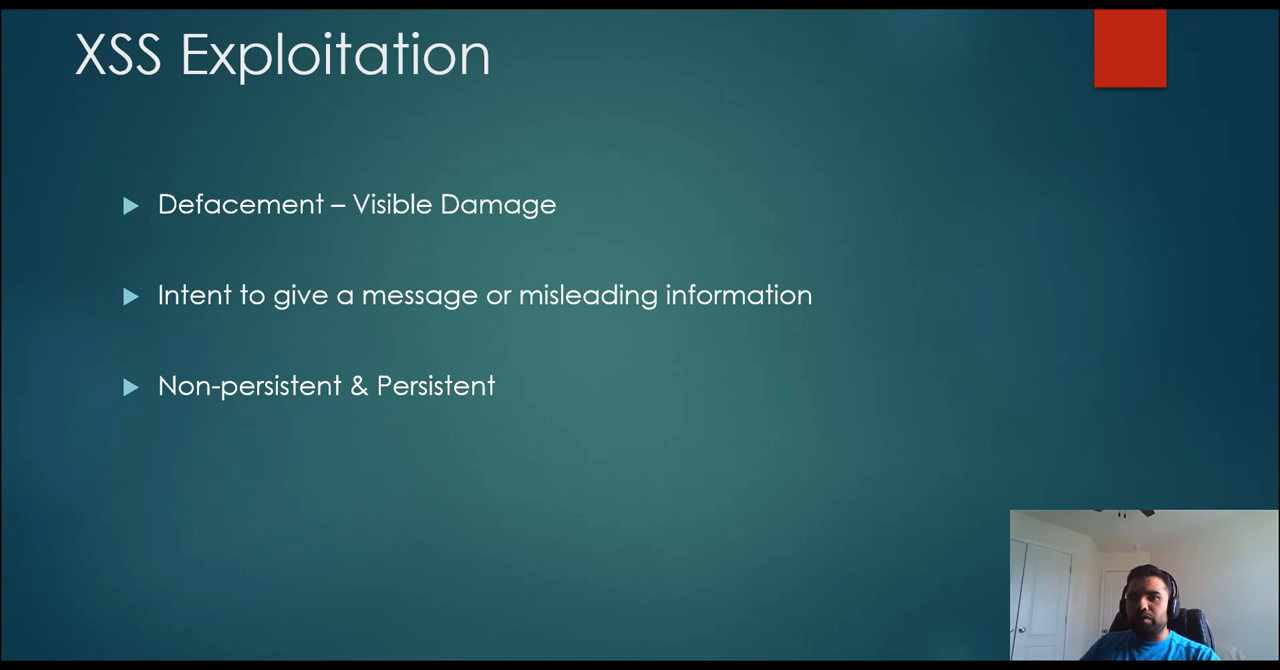 XSS Exploitation
Defacement – Visible Damage
Intent to give a message or misleading information
Non-persistent & Persistent